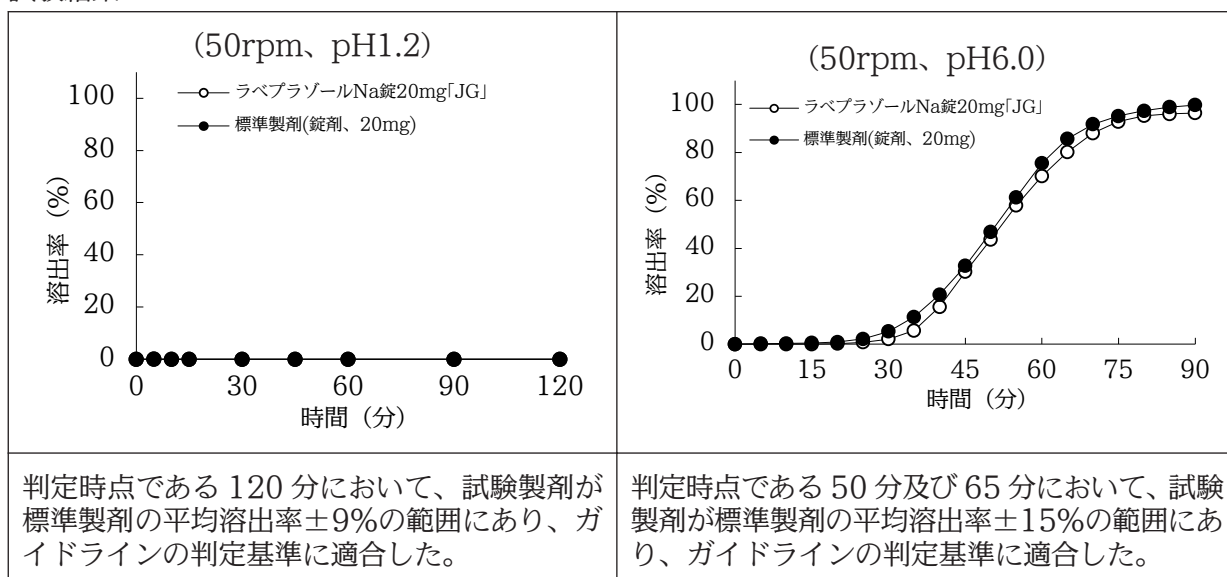 (50rpm、pH1.2)
ラベプラゾールNa錠20mg「JG」
標準製剤(錠剤、20mg)
溶出率 (%)
100
80
60
40
20
0
0 30 60 90 120
時間 (分)
(50rpm、pH6.0)
ラベプラゾールNa錠20mg「JG」
標準製剤(錠剤、20mg)
溶出率 (%)
100
80
60
40
20
0
0 15 30 45 60 75 90
時間 (分)
判定時点である 120 分において、試験製剤が
標準製剤の平均溶出率±9%の範囲にあり、ガ
イドラインの判定基準に適合した。
判定時点である 50 分及び 65 分において、試験
製剤が標準製剤の平均溶出率±15%の範囲にあ
り、ガイドラインの判定基準に適合した。